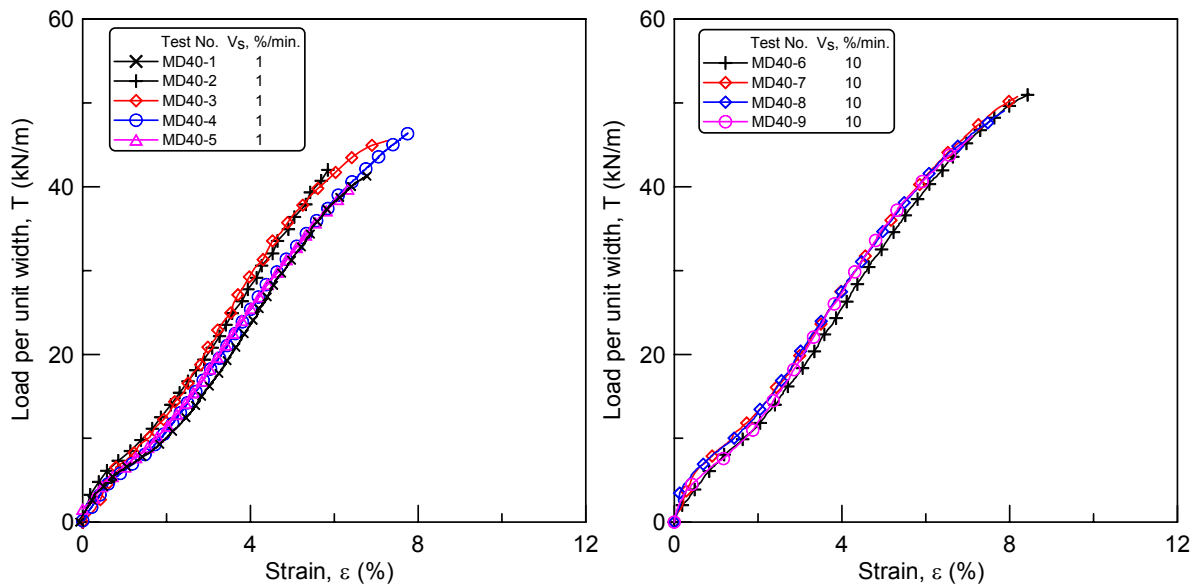 60
40
20
0
Load per unit width, T (kN/m)
Test No. Vs, %/min.
MD40-1 1
MD40-2 1
MD40-3 1
MD40-4 1
MD40-5 1
0 4 8 12
Strain, ε (%)
60
40
20
0
Load per unit width, T (kN/m)
Test No. Vs, %/min.
MD40-6 10
MD40-7 10
MD40-8 10
MD40-9 10
0 4 8 12
Strain, ε (%)